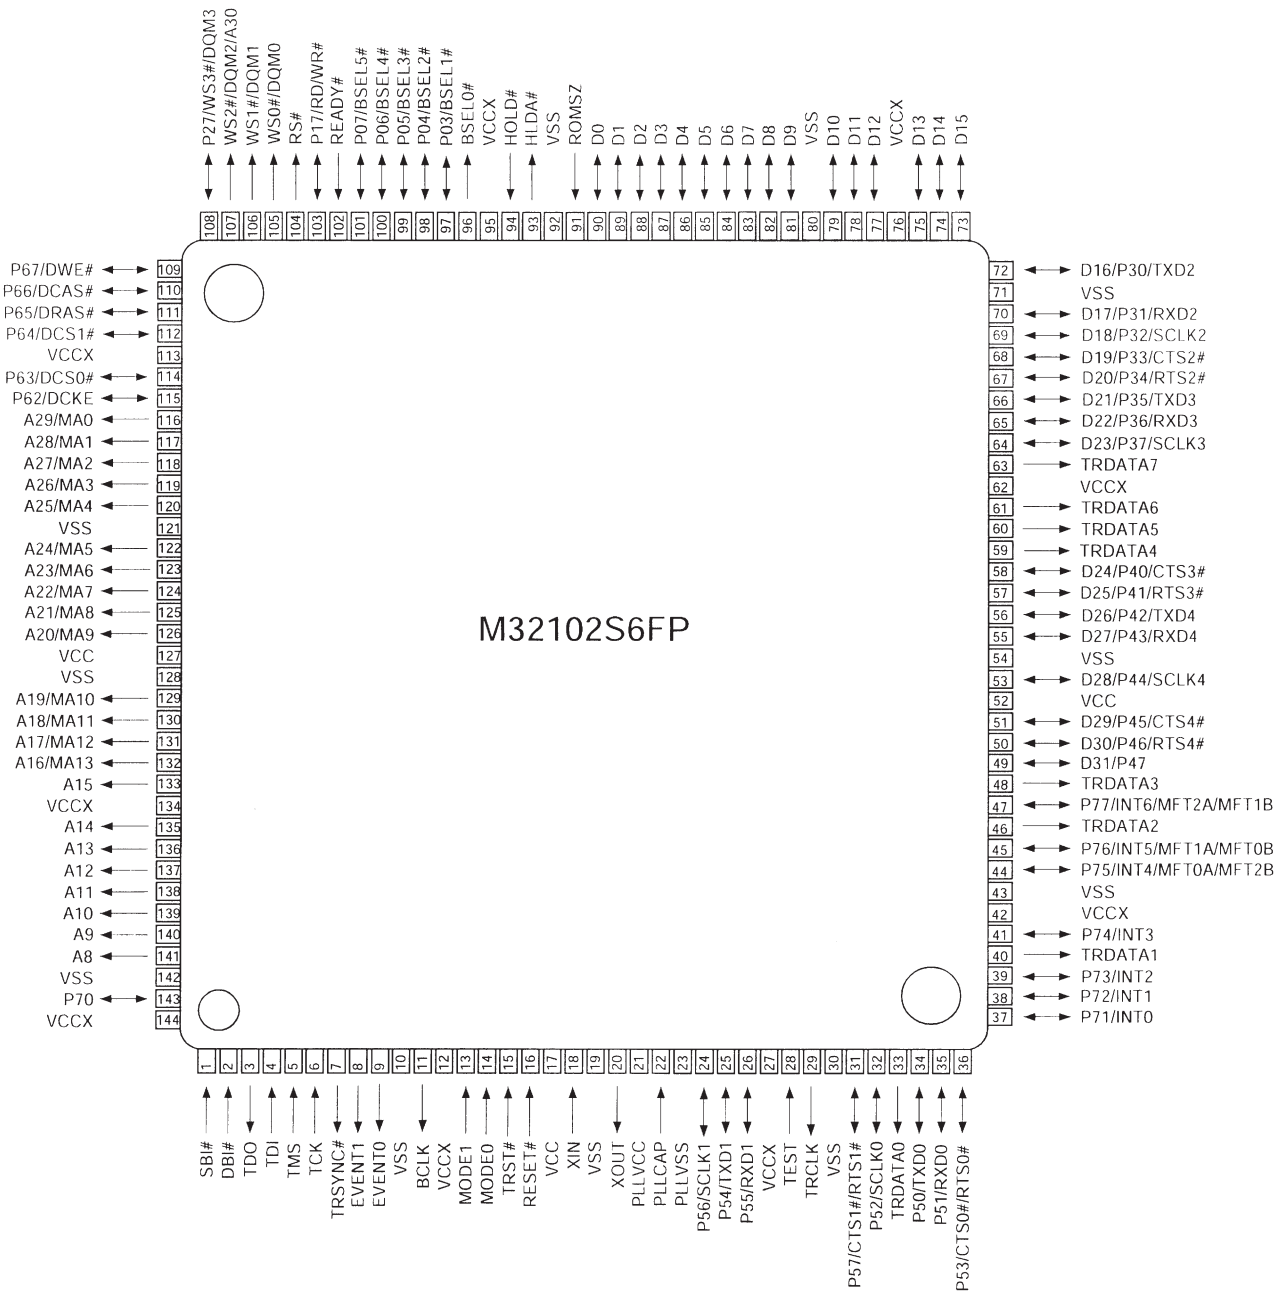 P27/WS3#/DQM3
WS2#/DQM2/A30
WS1#/DQM1
WS0#/DQM0
RS#
P17/RD/WR#
READY#
P07/BSEL5#
P06/BSEL4#
P05/BSEL3#
P04/BSEL2#
P03/BSEL1#
BSEL0#
VCCX
HOLD#
HLDA#
VSS
ROMSZ
D0
D1
D2
D3
D4
D5
D6
D7
D8
D9
VSS
D10
D11
D12
VCCX
D13
D14
D15
108 107 106 105 104 103 102 101 100 99 98 97 96 95 94 93 92 91 90 89 88 87 86 85 84 83 82 81 80 79 78 77 76 75 74 73
P67/DWE# 109
P66/DCAS# 110
P65/DRAS# 111
P64/DCS1# 112
VCCX 113
P63/DCS0# 114
P62/DCKE 115
A29/MA0 116
A28/MA1 117
A27/MA2 118
A26/MA3 119
A25/MA4 120
VSS 121
A24/MA5 122
A23/MA6 123
A22/MA7 124
A21/MA8 125
A20/MA9 126
VCC 127
VSS 128
A19/MA10 129
A18/MA11 130
A17/MA12 131
A16/MA13 132
A15 133
VCCX 134
A14 135
A13 136
A12 137
A11 138
A10 139
A9 140
A8 141
VSS 142
P70 143
VCCX 144
M32102S6FP
72 D16/P30/TXD2
71 VSS
70 D17/P31/RXD2
69 D18/P32/SCLK2
68 D19/P33/CTS2#
67 D20/P34/RTS2#
66 D21/P35/TXD3
65 D22/P36/RXD3
64 D23/P37/SCLK3
63 TRDATA7
62 VCCX
61 TRDATA6
60 TRDATA5
59 TRDATA4
58 D24/P40/CTS3#
57 D25/P41/RTS3#
56 D26/P42/TXD4
55 D27/P43/RXD4
54 VSS
53 D28/P44/SCLK4
52 VCC
51 D29/P45/CTS4#
50 D30/P46/RTS4#
49 D31/P47
48 TRDATA3
47 P77/INT6/MFT2A/MFT1B
46 TRDATA2
45 P76/INT5/MFT1A/MFT0B
44 P75/INT4/MFT0A/MFT2B
43 VSS
42 VCCX
41 P74/INT3
40 TRDATA1
39 P73/INT2
38 P72/INT1
37 P71/INT0
1 2 3 4 5 6 7 8 9 10 11 12 13 14 15 16 17 18 19 20 21 22 23 24 25 26 27 28 29 30 31 32 33 34 35 36
SBI#
DBI#
TDO
TDI
TMS
TCK
TRSYNC#
EVENT1
EVENT0
VSS
BCLK
VCCX
MODE1
MODE0
TRST#
RESET#
VCC
XIN
VSS
XOUT
PLLVCC
PLLCAP
PLLVSS
P56/SCLK1
P54/TXD1
P55/RXD1
VCCX
TEST
TRCLK
VSS
P57/CTS1#/RTS1#
P52/SCLK0
TRDATA0
P50/TXD0
P51/RXD0
P53/CTS0#/RTS0#